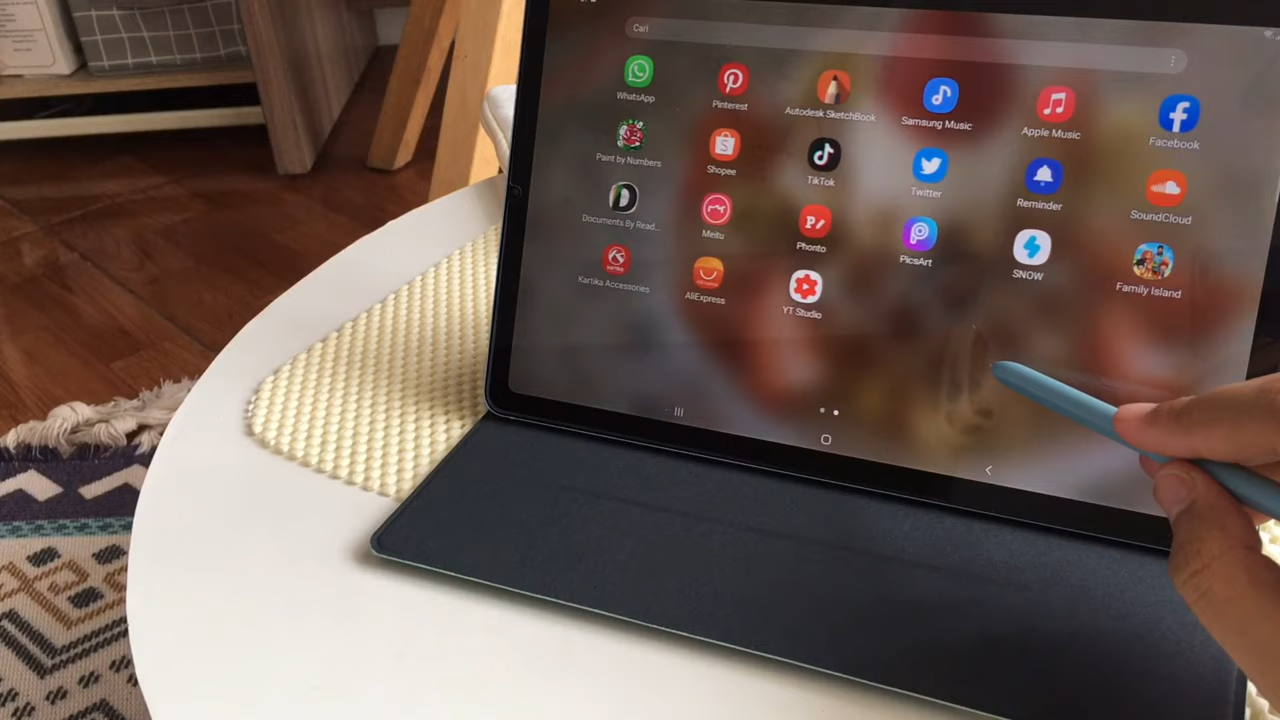 Cari
WhatsApp
Pinterest
Autodesk SketchBook
Samsung Music
Apple Music
Facebook
Paint by Numbers
Shopee
TikTok
Twitter
Reminder
SoundCloud
Documents By Read...
Meitu
Phonto
PicsArt
SNOW
Family Island
Kartika Accessories
AliExpress
YT Studio